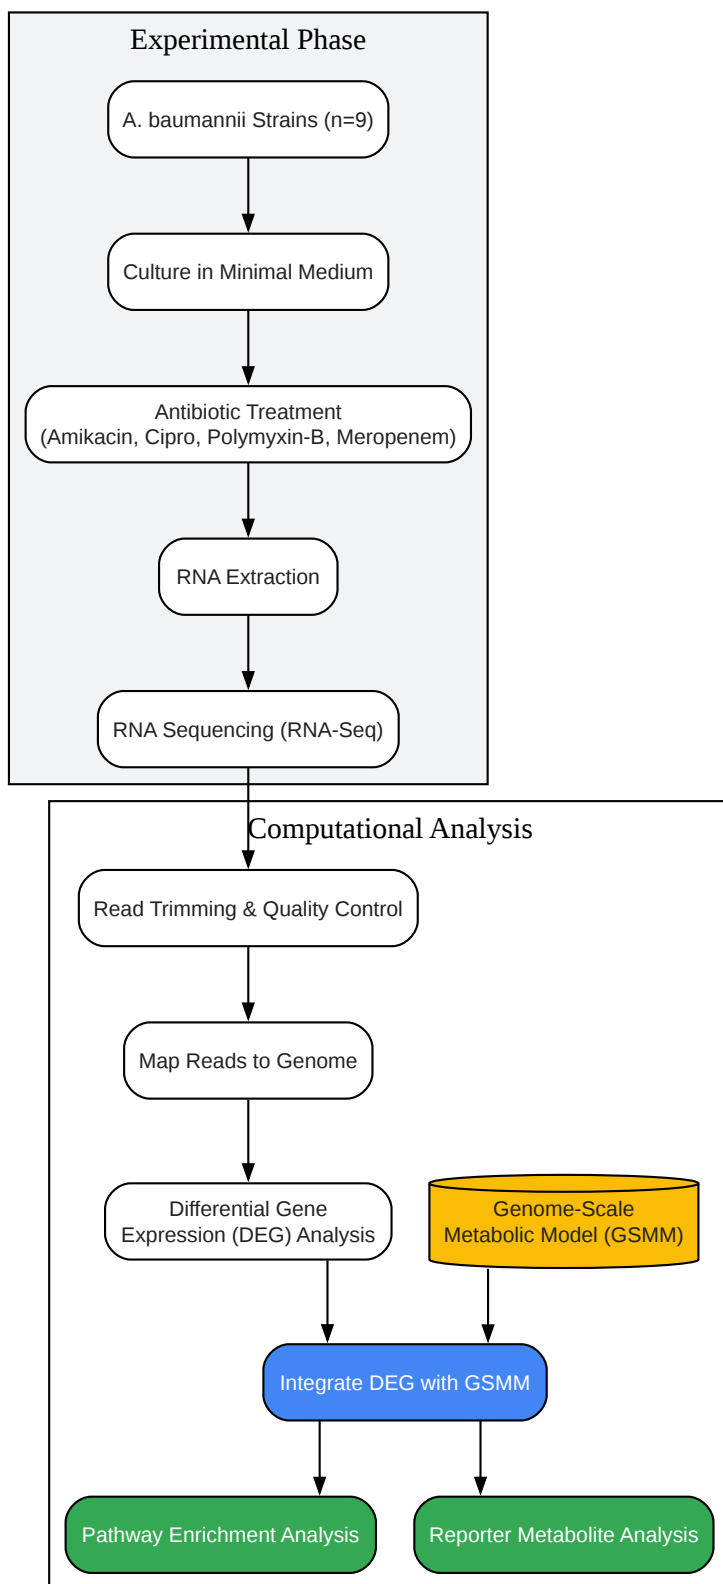 Experimental Phase
A. baumannii Strains (n=9)
Culture in Minimal Medium
Antibiotic Treatment
(Amikacin, Cipro, Polymyxin-B, Meropenem)
RNA Extraction
RNA Sequencing (RNA-Seq)
Computational Analysis
Read Trimming & Quality Control
Map Reads to Genome
Differential Gene
Expression (DEG) Analysis
Genome-Scale
Metabolic Model (GSMM)
Integrate DEG with GSMM
Pathway Enrichment Analysis
Reporter Metabolite Analysis